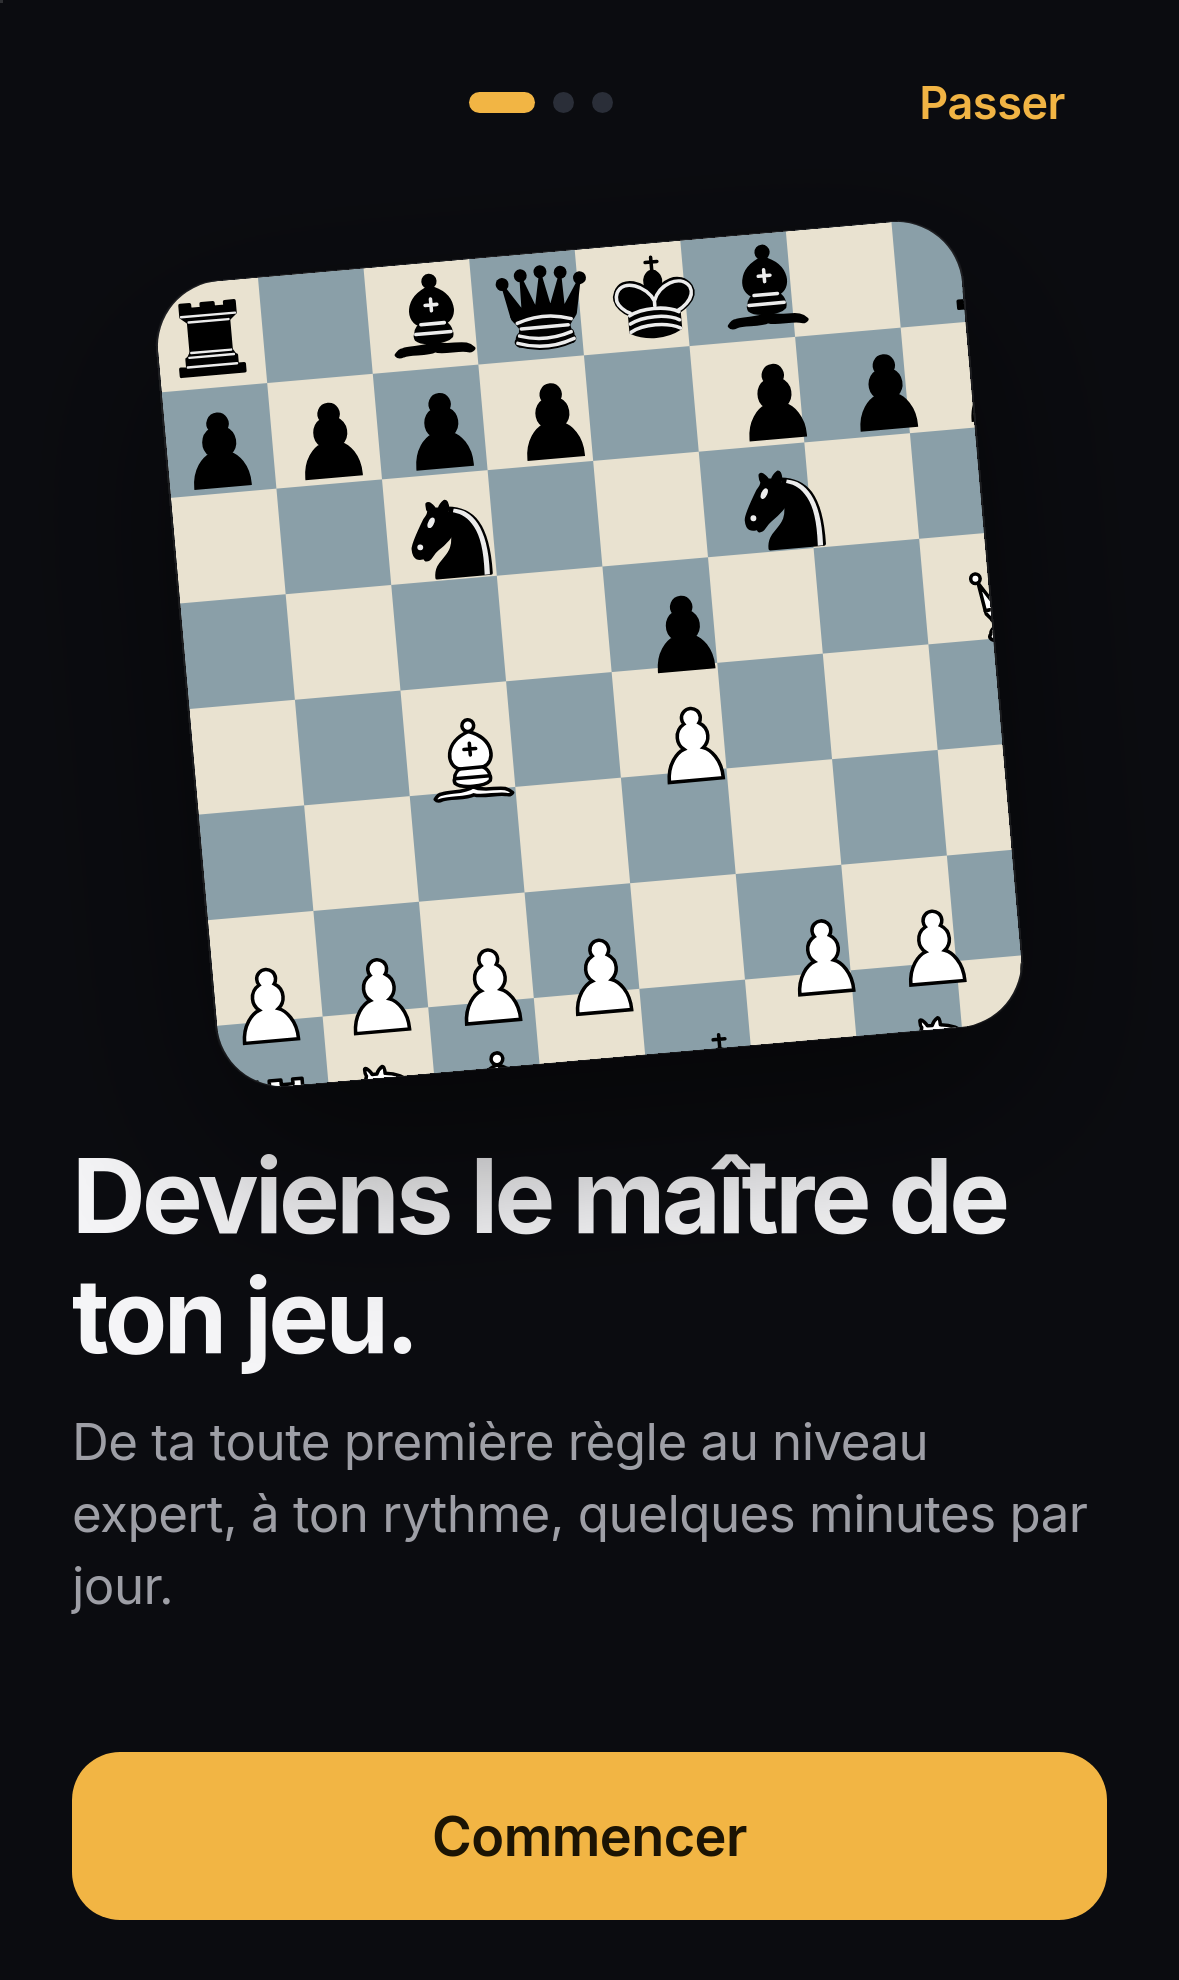 Passer
Deviens le maître de
ton jeu.
De ta toute première règle au niveau
expert, à ton rythme, quelques minutes par
jour.
Commencer